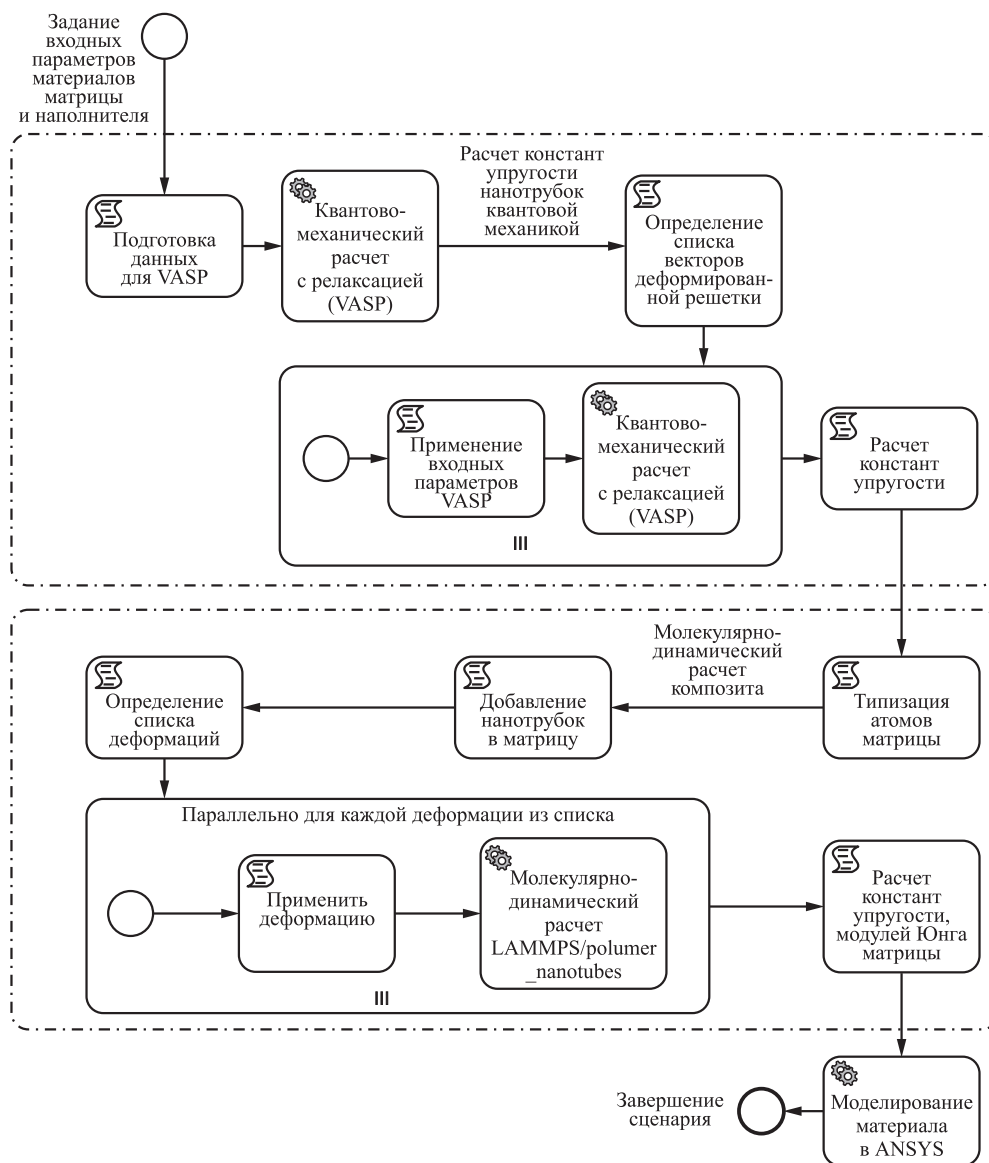 Задание
входных
параметров
материалов
матрицы
и наполнителя
Подготовка
данных
для VASP
Квантово-
механический
расчет
с релаксацией
(VASP)
Расчет констант
упругости
нанотрубок
квантовой
механикой
Определение
списка
векторов
деформирован-
ной решетки
Применение
входных
параметров
VASP
Квантово-
механический
расчет
с релаксацией
(VASP)
Расчет
констант
упругости
Молекулярно-
динамический
расчет
композита
Типизация
атомов
матрицы
Добавление
нанотрубок
в матрицу
Определение
списка
деформаций
Параллельно для каждой деформации из списка
Применить
деформацию
Молекулярно-
динамический
расчет
LAMMPS/polumer
_nanotubes
Расчет
констант
упругости,
модулей Юнга
матрицы
Моделирование
материала
в ANSYS
Завершение
сценария